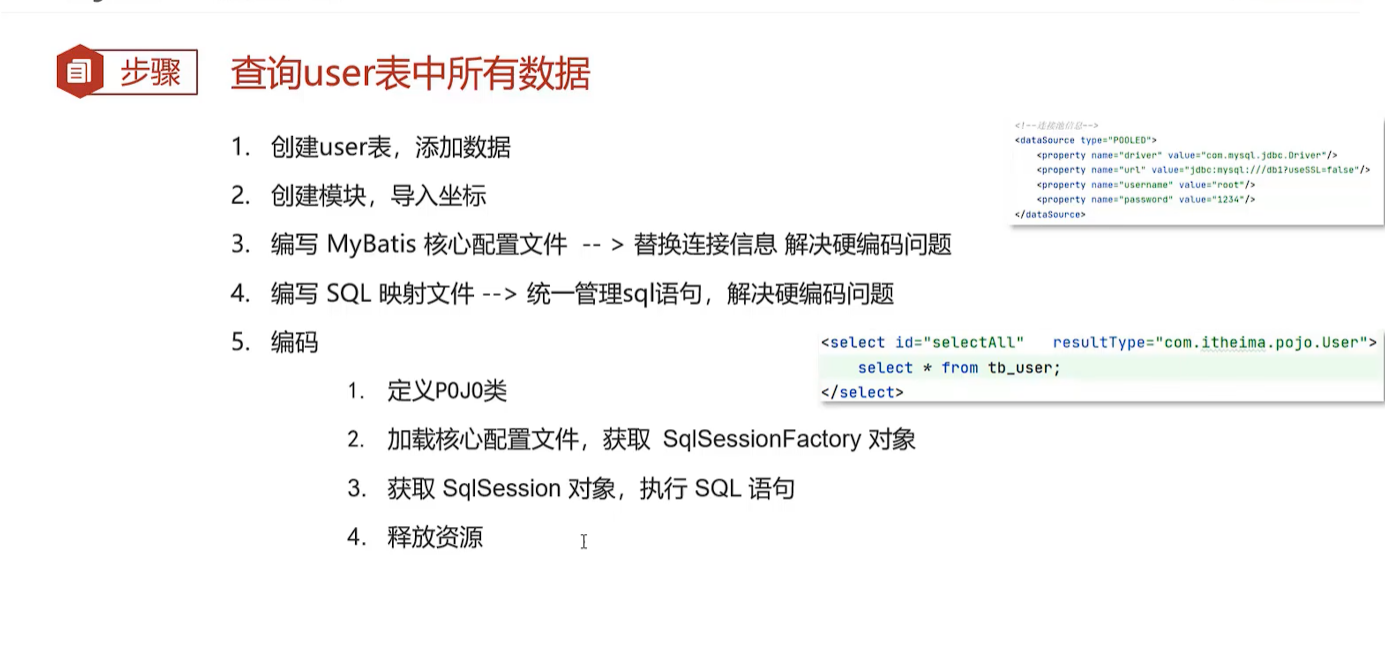 步骤
查询user表中所有数据
1. 创建user表，添加数据
2. 创建模块，导入坐标
3. 编写 MyBatis 核心配置文件 -- > 替换连接信息 解决硬编码问题
4. 编写 SQL 映射文件 --> 统一管理sql语句，解决硬编码问题
5. 编码
1. 定义POJO类
2. 加载核心配置文件，获取 SqlSessionFactory 对象
3. 获取 SqlSession 对象，执行 SQL 语句
4. 释放资源
<!--连接的信息-->
<dataSource type="POOLED">
<property name="driver" value="com.mysql.jdbc.Driver"/>
<property name="url" value="jdbc:mysql:///db1?useSSL=false"/>
<property name="username" value="root"/>
<property name="password" value="1234"/>
</dataSource>
<select id="selectAll" resultType="com.itheima.pojo.User">
select * from tb_user;
</select>